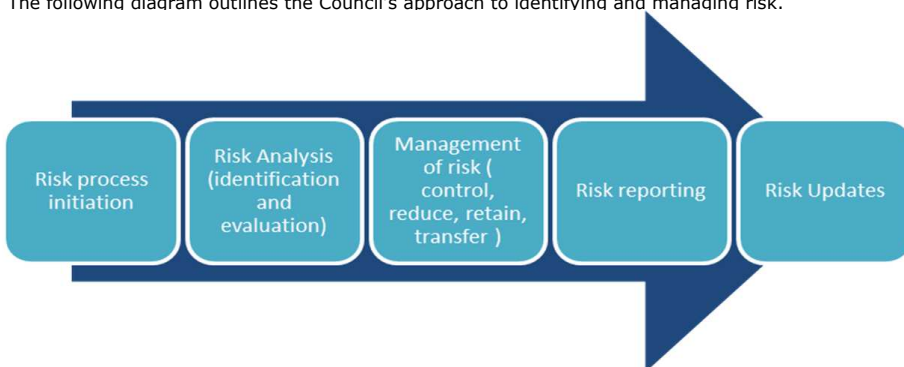 The following diagram outlines the Council's approach to identifying and managing risk.
Risk process
initiation
Risk Analysis
(identification
and
evaluation)
Management
of risk (
control,
reduce, retain,
transfer )
Risk reporting
Risk Updates